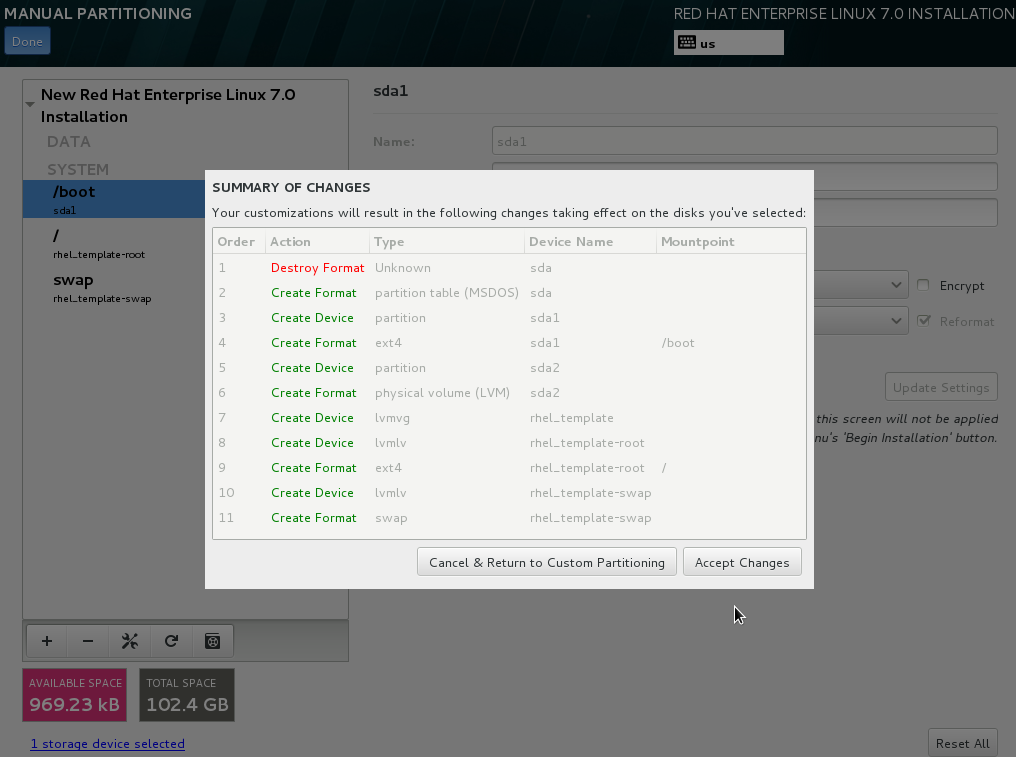 MANUAL PARTITIONING
RED HAT ENTERPRISE LINUX 7.0 INSTALLATION
Done
us
New Red Hat Enterprise Linux 7.0
Installation
DATA
SYSTEM
/boot
sda1
/
rhel_template-root
swap
rhel_template-swap
sda1
Name:
sda1
Encrypt
Reformat
Update Settings
this screen will not be applied
nu's 'Begin Installation' button.
SUMMARY OF CHANGES
Your customizations will result in the following changes taking effect on the disks you've selected:
Order Action Type Device Name Mountpoint
1 Destroy Format Unknown sda
2 Create Format partition table (MSDOS) sda
3 Create Device partition sda1
4 Create Format ext4 sda1 /boot
5 Create Device partition sda2
6 Create Format physical volume (LVM) sda2
7 Create Device lvmvg rhel_template
8 Create Device lvmlv rhel_template-root
9 Create Format ext4 rhel_template-root /
10 Create Device lvmlv rhel_template-swap
11 Create Format swap rhel_template-swap
Cancel & Return to Custom Partitioning
Accept Changes
AVAILABLE SPACE
969.23 kB
TOTAL SPACE
102.4 GB
1 storage device selected
Reset All